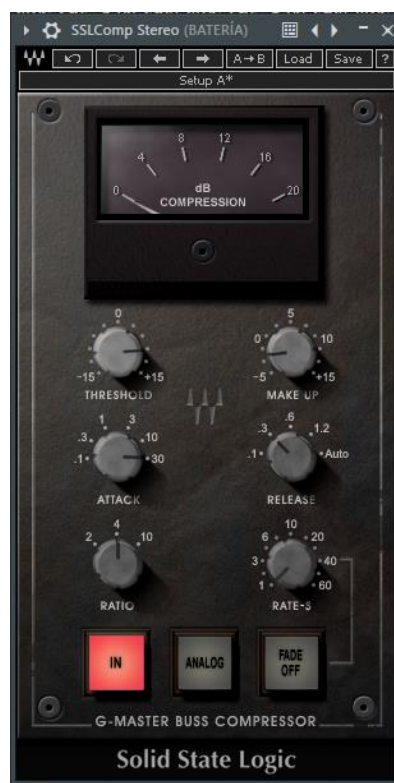 SSLComp Stereo (BATERÍA)
A→B Load Save ?
Setup A*
0 4 8 12 16 20
dB
COMPRESSION
0 -15 +15
THRESHOLD
5 0 10 -5 +15
MAKE UP
1 3 .3 10 .1 30
ATTACK
.6 .3 1.2 .1 Auto
RELEASE
4 2 10
RATIO
10 6 20 3 40 1 60
RATE-S
IN
ANALOG
FADE
OFF
G-MASTER BUSS COMPRESSOR
Solid State Logic